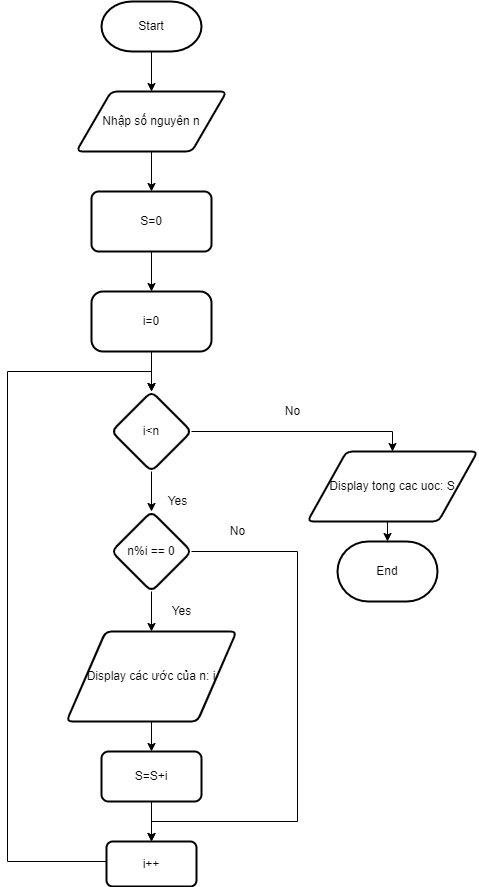 Start
Nhập số nguyên n
S=0
i=0
i<n
No
Display tong cac uoc: S
Yes
n%i == 0
No
End
Yes
Display các ước của n: i
S=S+i
i++